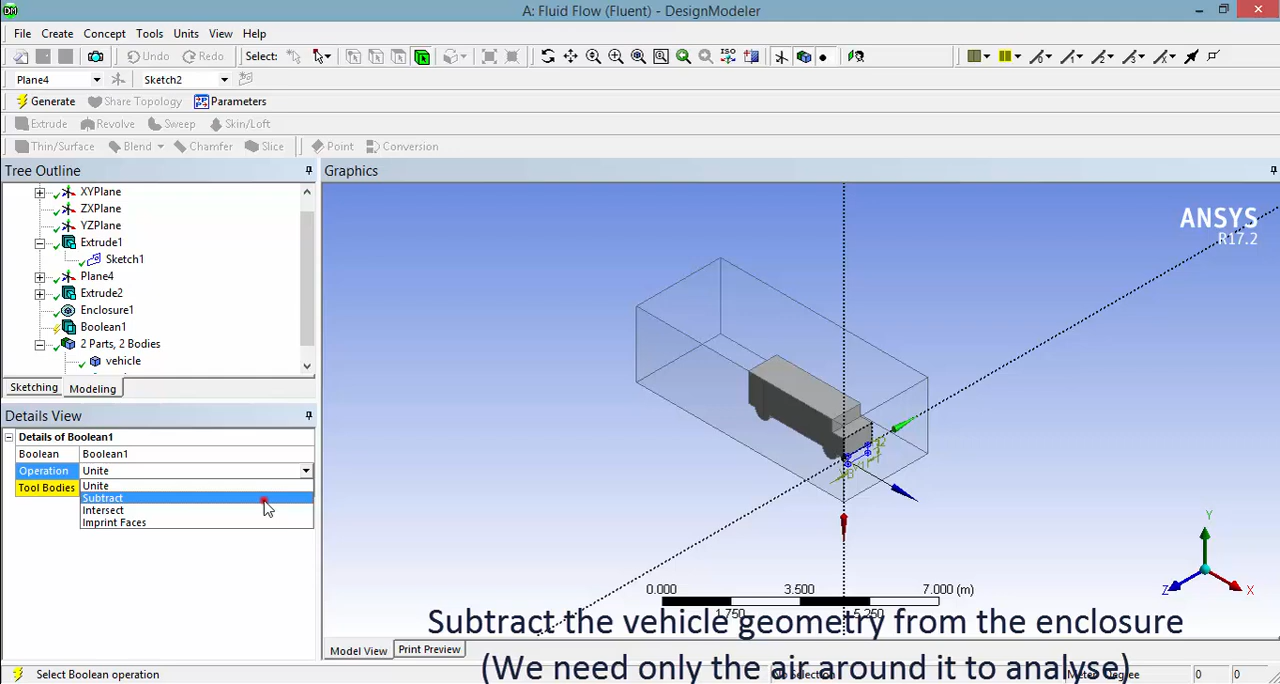 A: Fluid Flow (Fluent) - DesignModeler
File Create Concept Tools Units View Help
Undo Redo Select:
Plane4 Sketch2
Generate Share Topology Parameters
Extrude Revolve Sweep Skin/Loft
Thin/Surface Blend Chamfer Slice Point Conversion
Tree Outline
XYPlane
ZXPlane
YZPlane
Extrude1
Sketch1
Plane4
Extrude2
Enclosure1
Boolean1
2 Parts, 2 Bodies
vehicle
Sketching Modeling
Details View
Details of Boolean1
Boolean Boolean1
Operation Unite
Tool Bodies
Unite
Subtract
Intersect
Imprint Faces
Graphics
ANSYS
R17.2
Y
X
Z
0.000 3.500 7.000 (m)
1.750 5.250
Subtract the vehicle geometry from the enclosure
(We need only the air around it to analyse)
Model View Print Preview
Select Boolean operation
No Selection
Meter Degree 0 0